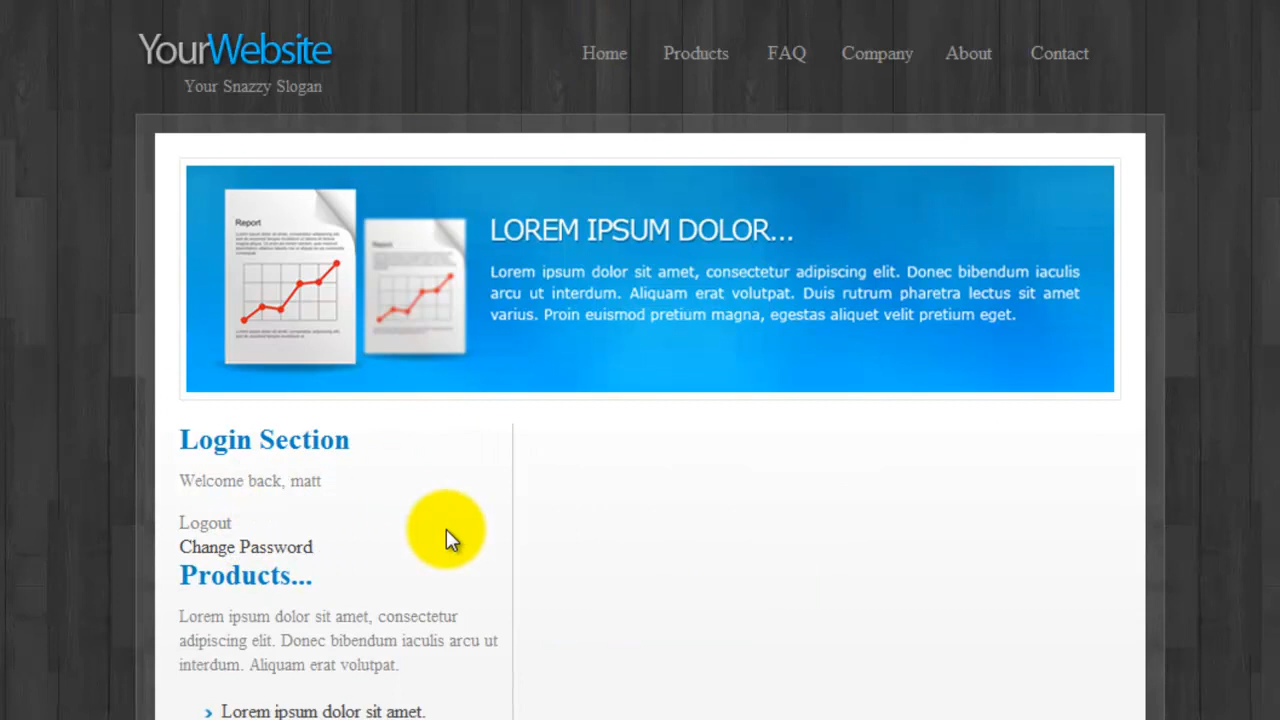 YourWebsite
Your Snazzy Slogan
Home Products FAQ Company About Contact
Report
LOREM IPSUM DOLOR...
Lorem ipsum dolor sit amet, consectetur adipiscing elit. Donec bibendum iaculis
arcu ut interdum. Aliquam erat volutpat. Duis rutrum pharetra lectus sit amet
varius. Proin euismod pretium magna, egestas aliquet velit pretium eget.
Login Section
Welcome back, matt
Logout
Change Password
Products...
Lorem ipsum dolor sit amet, consectetur
adipiscing elit. Donec bibendum iaculis arcu ut
interdum. Aliquam erat volutpat.
Lorem ipsum dolor sit amet.